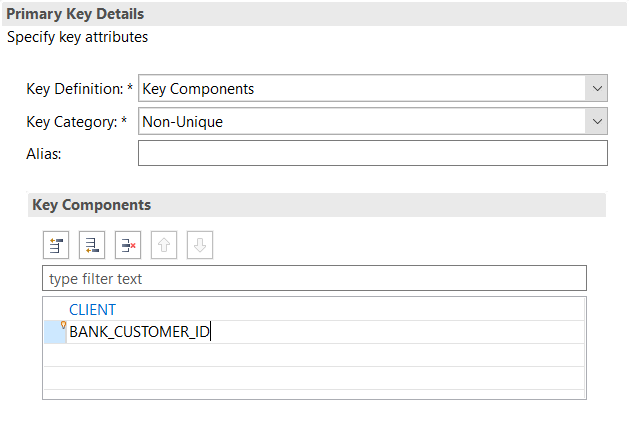 Primary Key Details
Specify key attributes
Key Definition: * Key Components
Key Category: * Non-Unique
Alias:
Key Components
type filter text
CLIENT
BANK_CUSTOMER_ID